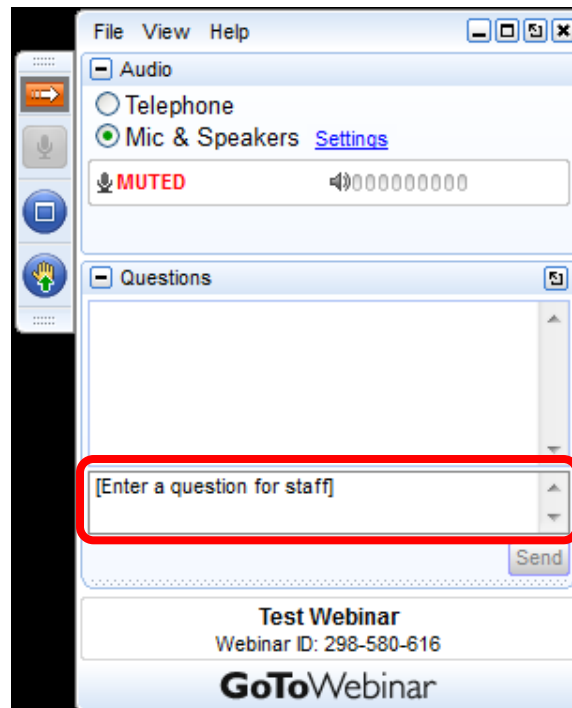 File View Help
Audio
Telephone
Mic & Speakers Settings
MUTED 000000000
Questions
[Enter a question for staff]
Send
Test Webinar
Webinar ID: 298-580-616
GoToWebinar